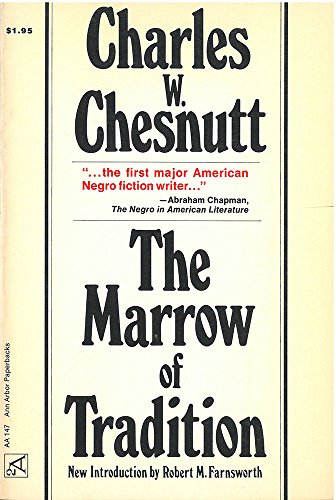 $1.95
Charles
W.
Chesnutt
“...the first major American
Negro fiction writer...”
—Abraham Chapman,
The Negro in American Literature
The
Marrow
of
Tradition
New Introduction by Robert M. Farnsworth
AA 147 Ann Arbor Paperbacks